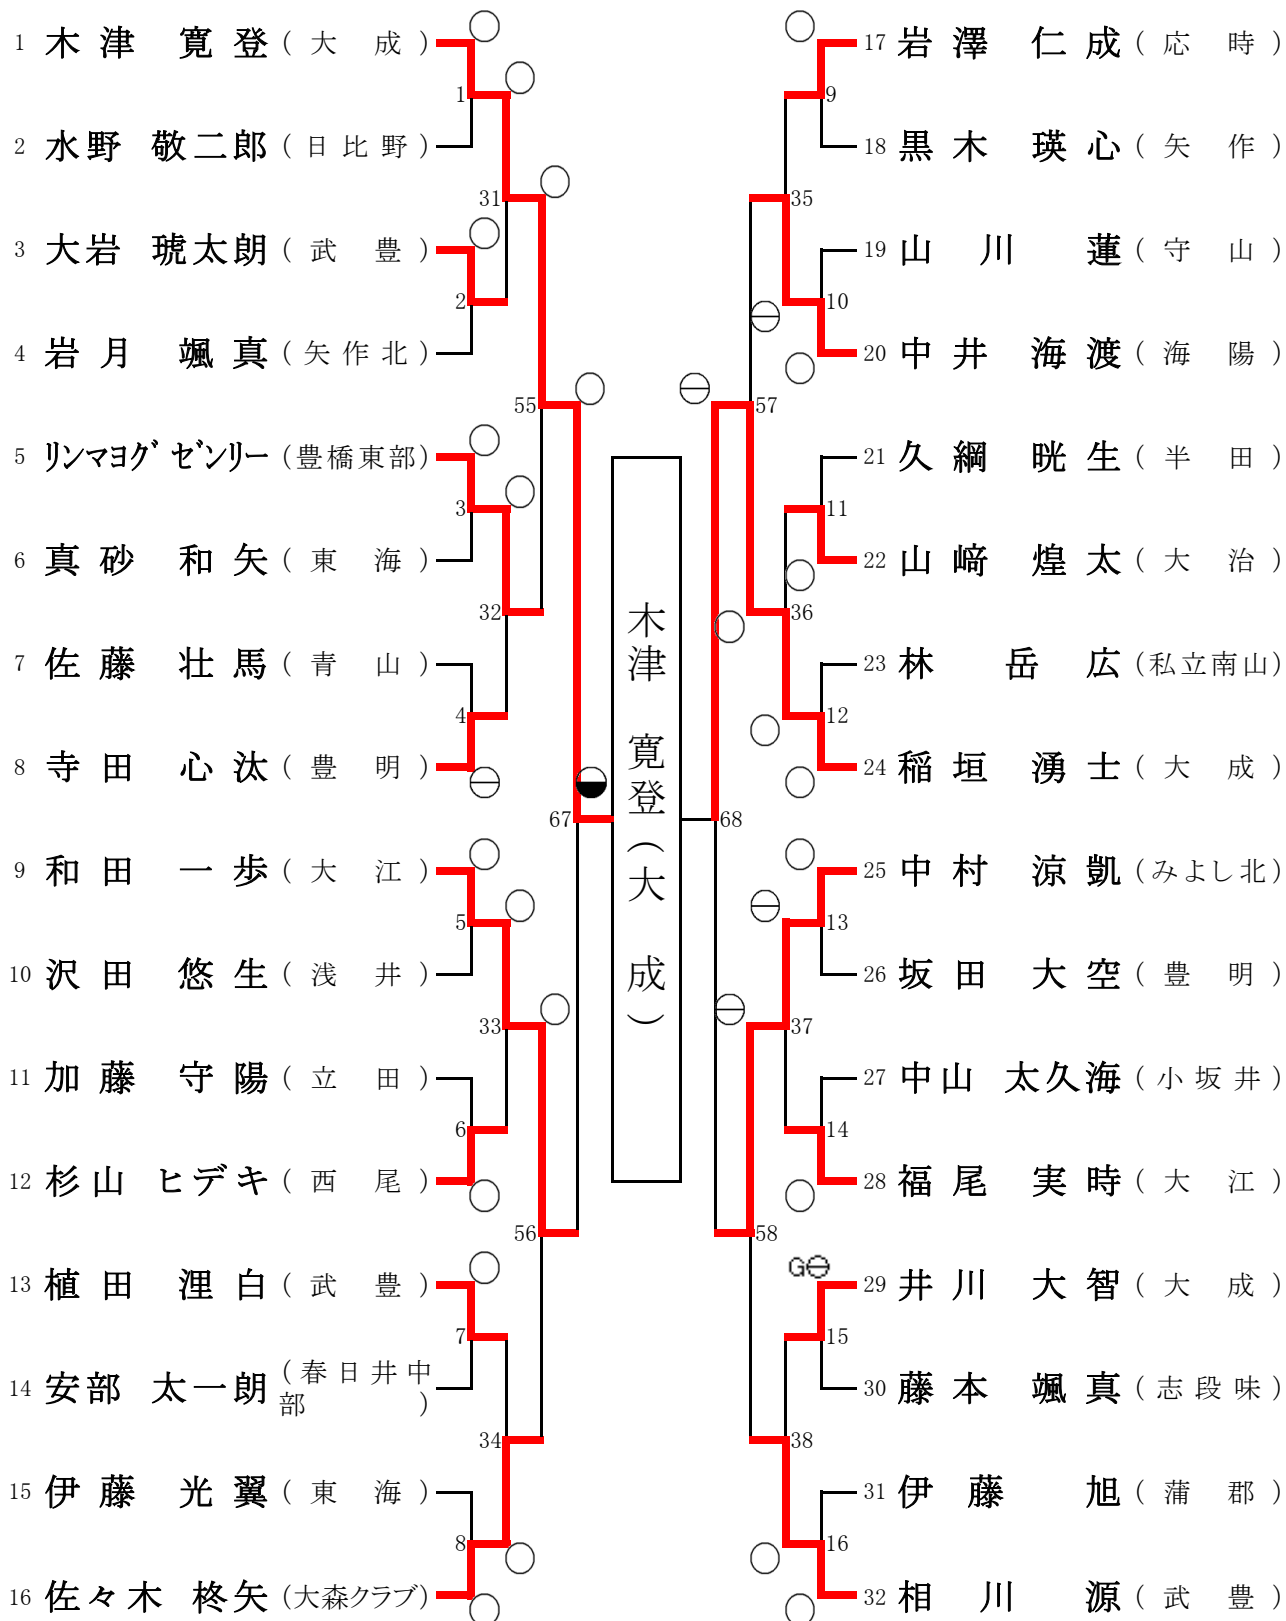 1 木津 寛登 (大成)
2 水野 敬二郎 (日比野)
3 大岩 琥太朗 (武豊)
4 岩月 颯真 (矢作北)
5 リンマヨグ ゼンリー (豊橋東部)
6 真砂 和矢 (東海)
7 佐藤 壮馬 (青山)
8 寺田 心汰 (豊明)
9 和田 一歩 (大江)
10 沢田 悠生 (浅井)
11 加藤 守陽 (立田)
12 杉山 ヒデキ (西尾)
13 植田 浬白 (武豊)
14 安部 太一朗 (春日井中
部)
15 伊藤 光翼 (東海)
16 佐々木 柊矢 (大森クラブ)
1
2
3
4
5
6
7
8
31
32
33
34
55
56
67
木津 寛登(大成)
68
57
58
35
36
37
38
9
10
11
12
13
14
G
15
16
17 岩澤 仁成 (応時)
18 黒木 瑛心 (矢作)
19 山川 蓮 (守山)
20 中井 海渡 (海陽)
21 久綱 晄生 (半田)
22 山﨑 煌太 (大治)
23 林 岳広 (私立南山)
24 稲垣 湧士 (大成)
25 中村 涼凱 (みよし北)
26 坂田 大空 (豊明)
27 中山 太久海 (小坂井)
28 福尾 実時 (大江)
29 井川 大智 (大成)
30 藤本 颯真 (志段味)
31 伊藤 旭 (蒲郡)
32 相川 源 (武豊)